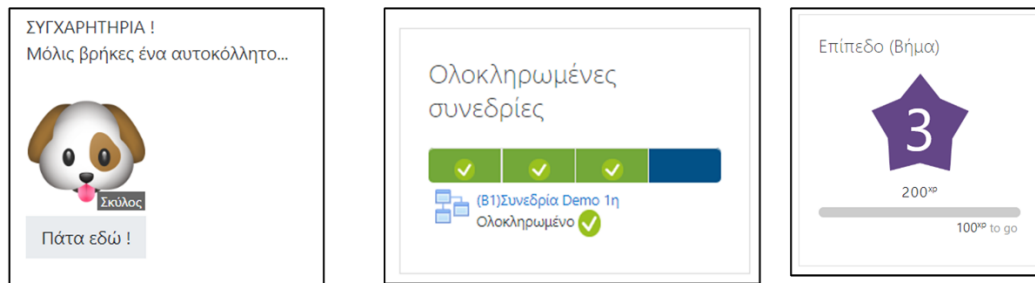 ΣΥΓΧΑΡΗΤΗΡΙΑ !
Μόλις βρήκες ένα αυτοκόλλητο...
Σκύλος
Πάτα εδώ !
Ολοκληρωμένες
συνεδρίες
(B1)Συνεδρία Demo 1η
Ολοκληρωμένο
Επίπεδο (Βήμα)
3
200xp
100xp to go